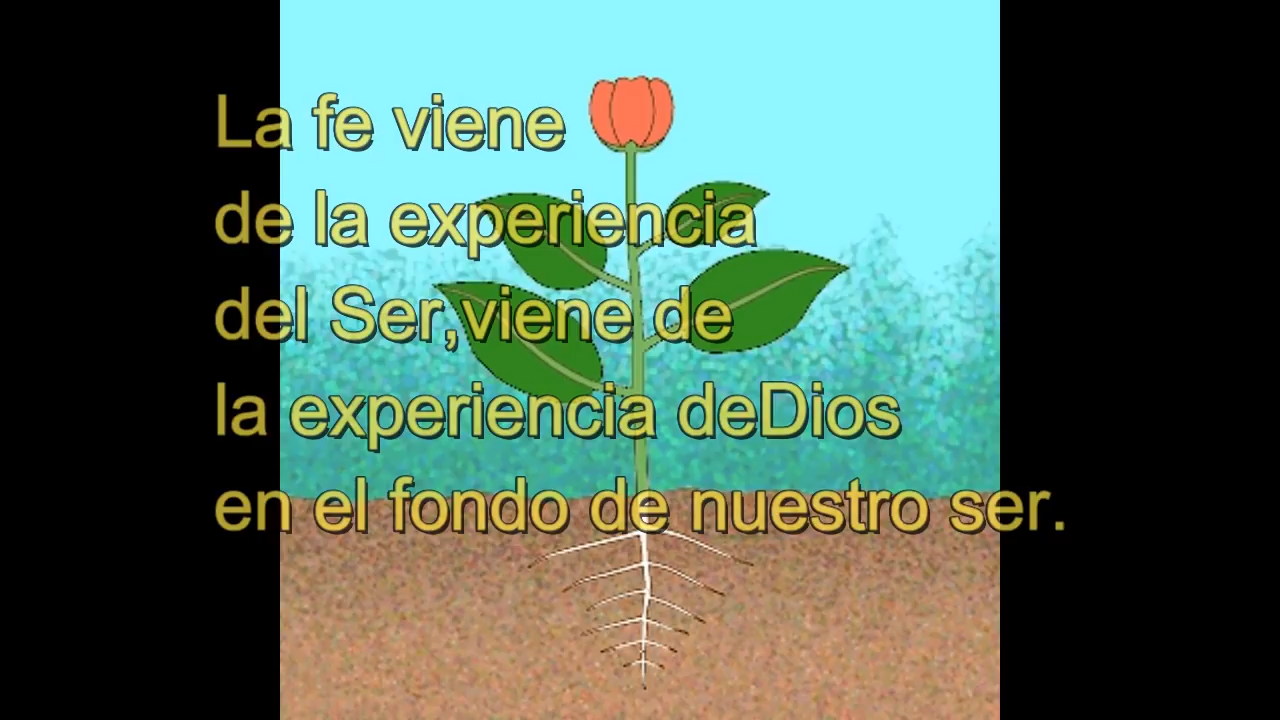 La fe viene
de la experiencia
del Ser,viene de
la experiencia deDios
en el fondo de nuestro ser.